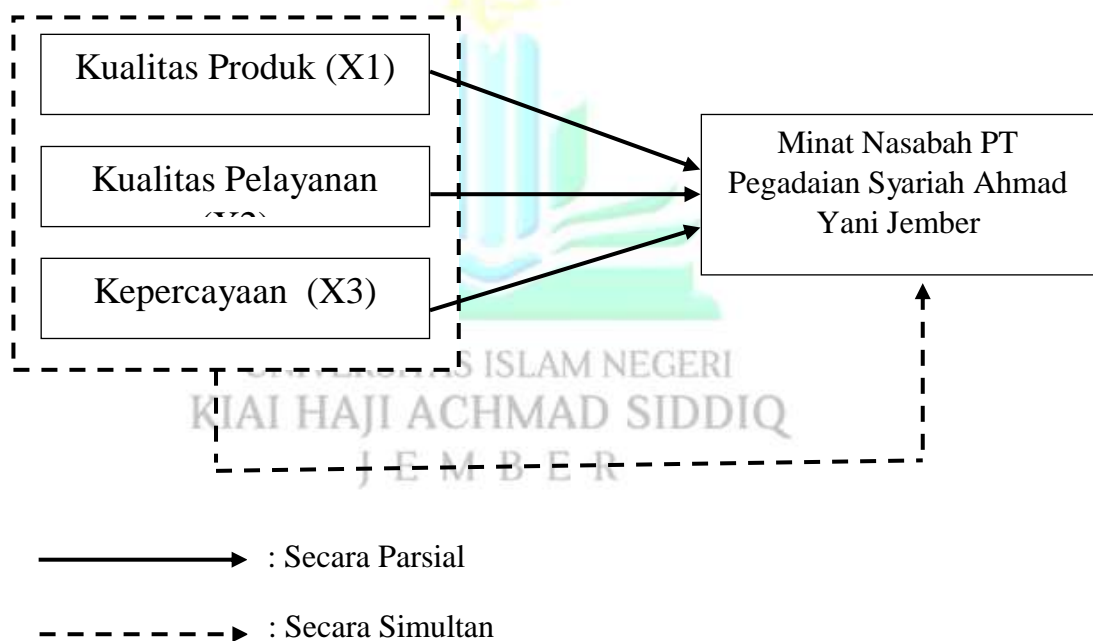 Kualitas Produk (X1)
Kualitas Pelayanan
Kepercayaan (X3)
Minat Nasabah PT
Pegadaian Syariah Ahmad
Yani Jember
UNIVERSITAS ISLAM NEGERI
KIAI HAJI ACHMAD SIDDIQ
JEMBER
: Secara Parsial
: Secara Simultan